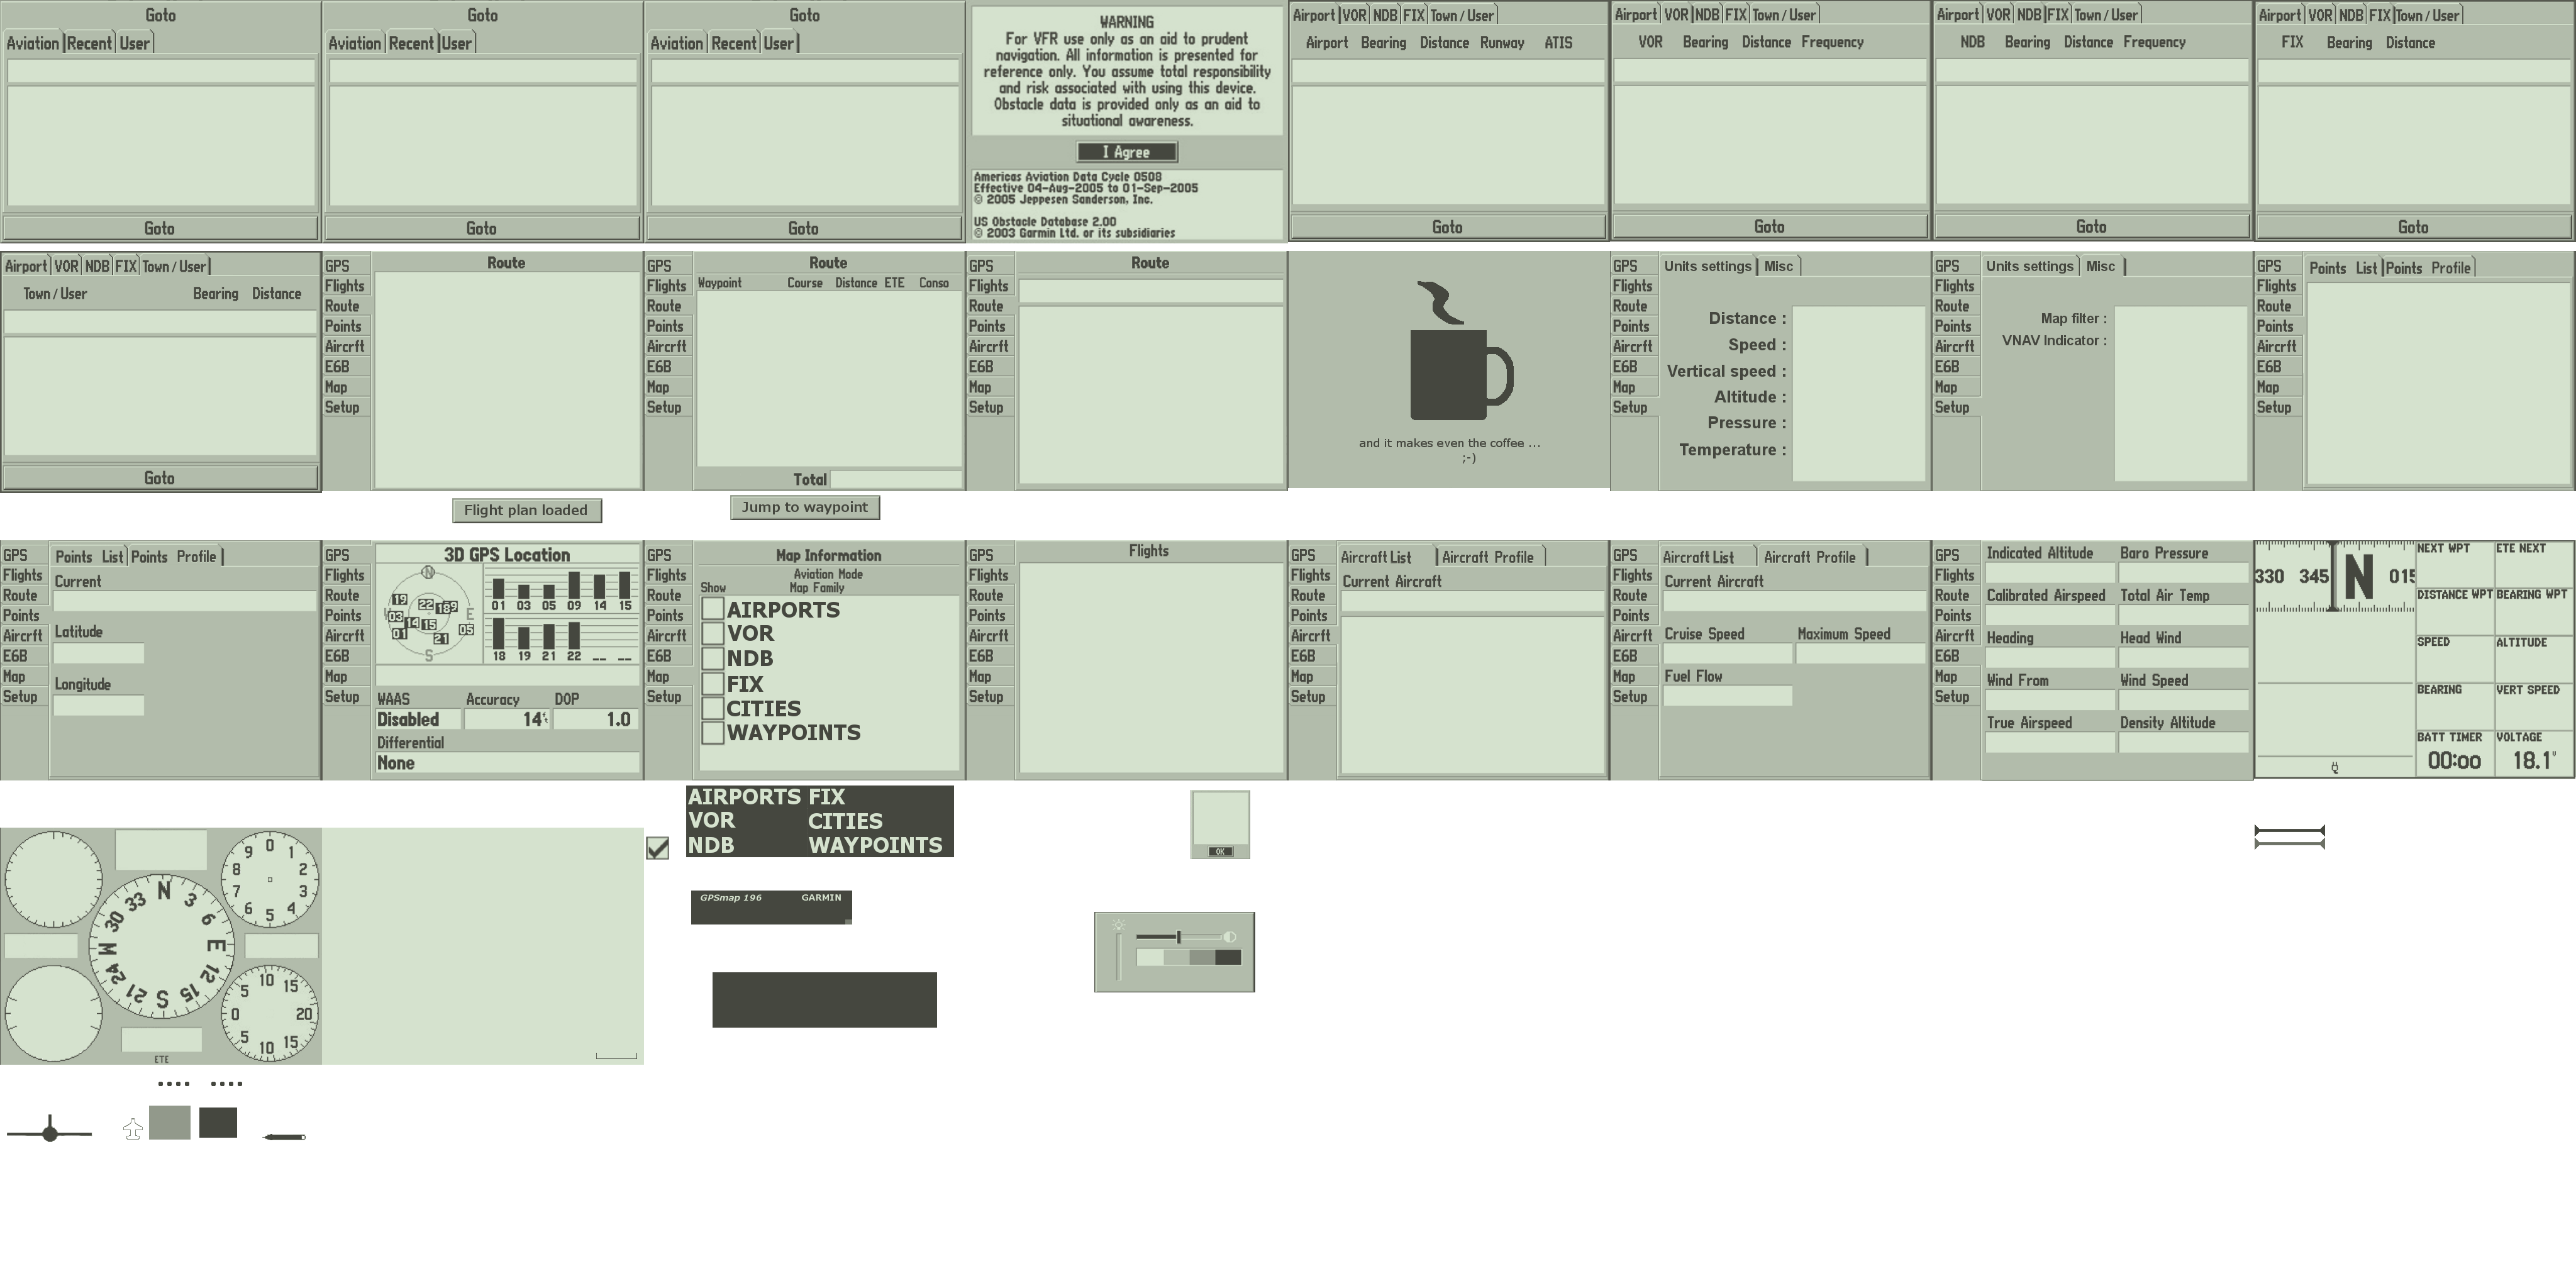 Goto
Aviation Recent User
Goto
Goto
Aviation Recent User
Goto
Goto
Aviation Recent User
Goto
WARNING
For VFR use only as an aid to prudent
navigation. All information is presented for
reference only. You assume total responsibility
and risk associated with using this device.
Obstacle data is provided only as an aid to
situational awareness.
I Agree
Americas Aviation Data Cycle 0508
Effective 04-Aug-2005 to 01-Sep-2005
© 2005 Jeppesen Sanderson, Inc.
US Obstacle Database 2.00
© 2003 Garmin Ltd. or its subsidiaries
Airport VOR NDB FIX Town / User
Airport Bearing Distance Runway ATIS
Goto
Airport VOR NDB FIX Town / User
VOR Bearing Distance Frequency
Goto
Airport VOR NDB FIX Town / User
NDB Bearing Distance Frequency
Goto
Airport VOR NDB FIX Town / User
FIX Bearing Distance
Goto
Airport VOR NDB FIX Town / User
Town / User Bearing Distance
Goto
GPS
Flights
Route
Points
Aircrft
E6B
Map
Setup
Route
Flight plan loaded
GPS
Flights
Route
Points
Aircrft
E6B
Map
Setup
Route
Waypoint Course Distance ETE Conso
Total
Jump to waypoint
GPS
Flights
Route
Points
Aircrft
E6B
Map
Setup
Route
and it makes even the coffee ...
;-)
GPS
Flights
Route
Points
Aircrft
E6B
Map
Setup
Units settings Misc
Distance :
Speed :
Vertical speed :
Altitude :
Pressure :
Temperature :
GPS
Flights
Route
Points
Aircrft
E6B
Map
Setup
Units settings Misc
Map filter :
VNAV Indicator :
GPS
Flights
Route
Points
Aircrft
E6B
Map
Setup
Points List Points Profile
GPS
Flights
Route
Points
Aircrft
E6B
Map
Setup
Points List Points Profile
Current
Latitude
Longitude
GPS
Flights
Route
Points
Aircrft
E6B
Map
Setup
3D GPS Location
N
E
S
19
22
03
14 15
01
21
05
01 03 05 09 14 15
18 19 21 22 __ __
WAAS Accuracy DOP
Disabled 14 1.0
Differential
None
GPS
Flights
Route
Points
Aircrft
E6B
Map
Setup
Map Information
Aviation Mode
Show Map Family
AIRPORTS
VOR
NDB
FIX
CITIES
WAYPOINTS
GPS
Flights
Route
Points
Aircrft
E6B
Map
Setup
Flights
GPS
Flights
Route
Points
Aircrft
E6B
Map
Setup
Aircraft List Aircraft Profile
Current Aircraft
GPS
Flights
Route
Points
Aircrft
E6B
Map
Setup
Aircraft List Aircraft Profile
Current Aircraft
Cruise Speed Maximum Speed
Fuel Flow
GPS
Flights
Route
Points
Aircrft
E6B
Map
Setup
Indicated Altitude Baro Pressure
Calibrated Airspeed Total Air Temp
Heading Head Wind
Wind From Wind Speed
True Airspeed Density Altitude
330 345 N 015
NEXT WPT ETE NEXT
DISTANCE WPT BEARING WPT
SPEED ALTITUDE
BEARING VERT SPEED
BATT TIMER VOLTAGE
00:00 18.1
AIRPORTS FIX
VOR CITIES
NDB WAYPOINTS
OK
GPSmap 196 GARMIN
N 3 6 E 12 15 S 21 24 W 30 33
ETE
0 1 2 3 4 5 6 7 8 9
0 5 10 15 20 15 10 5